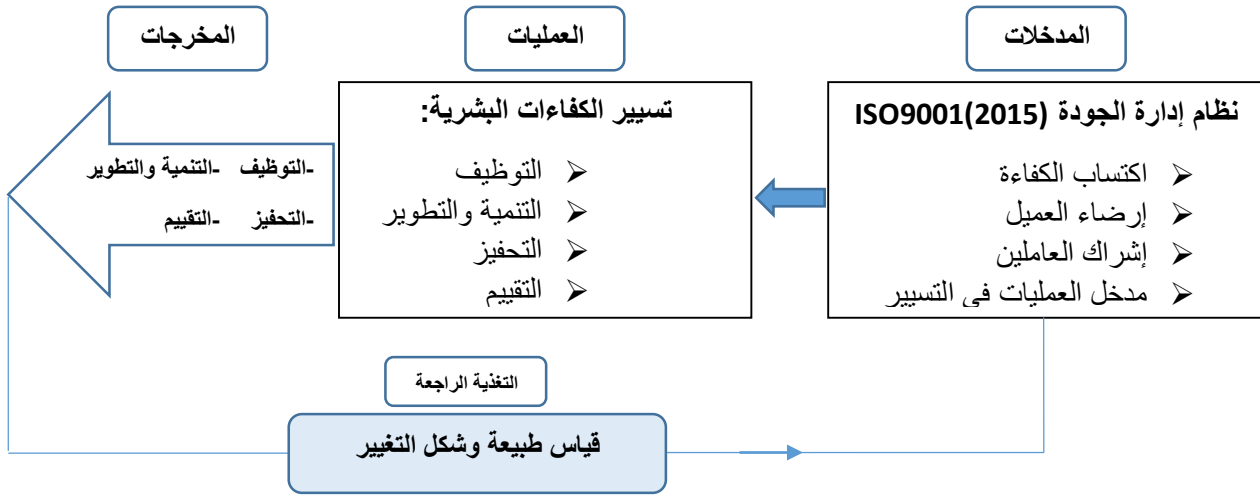 المدخلات
العمليات
المخرجات
نظام إدارة الجودة ISO9001(2015)
اكتساب الكفاءة
إرضاء العميل
إشراك العاملين
مدخل العمليات في التسيير
تسيير الكفاءات البشرية:
التوظيف
التنمية والتطوير
التحفيز
التقييم
-التوظيف -التنمية والتطوير
-التحفيز -التقييم
التغذية الراجعة
قياس طبيعة وشكل التغيير